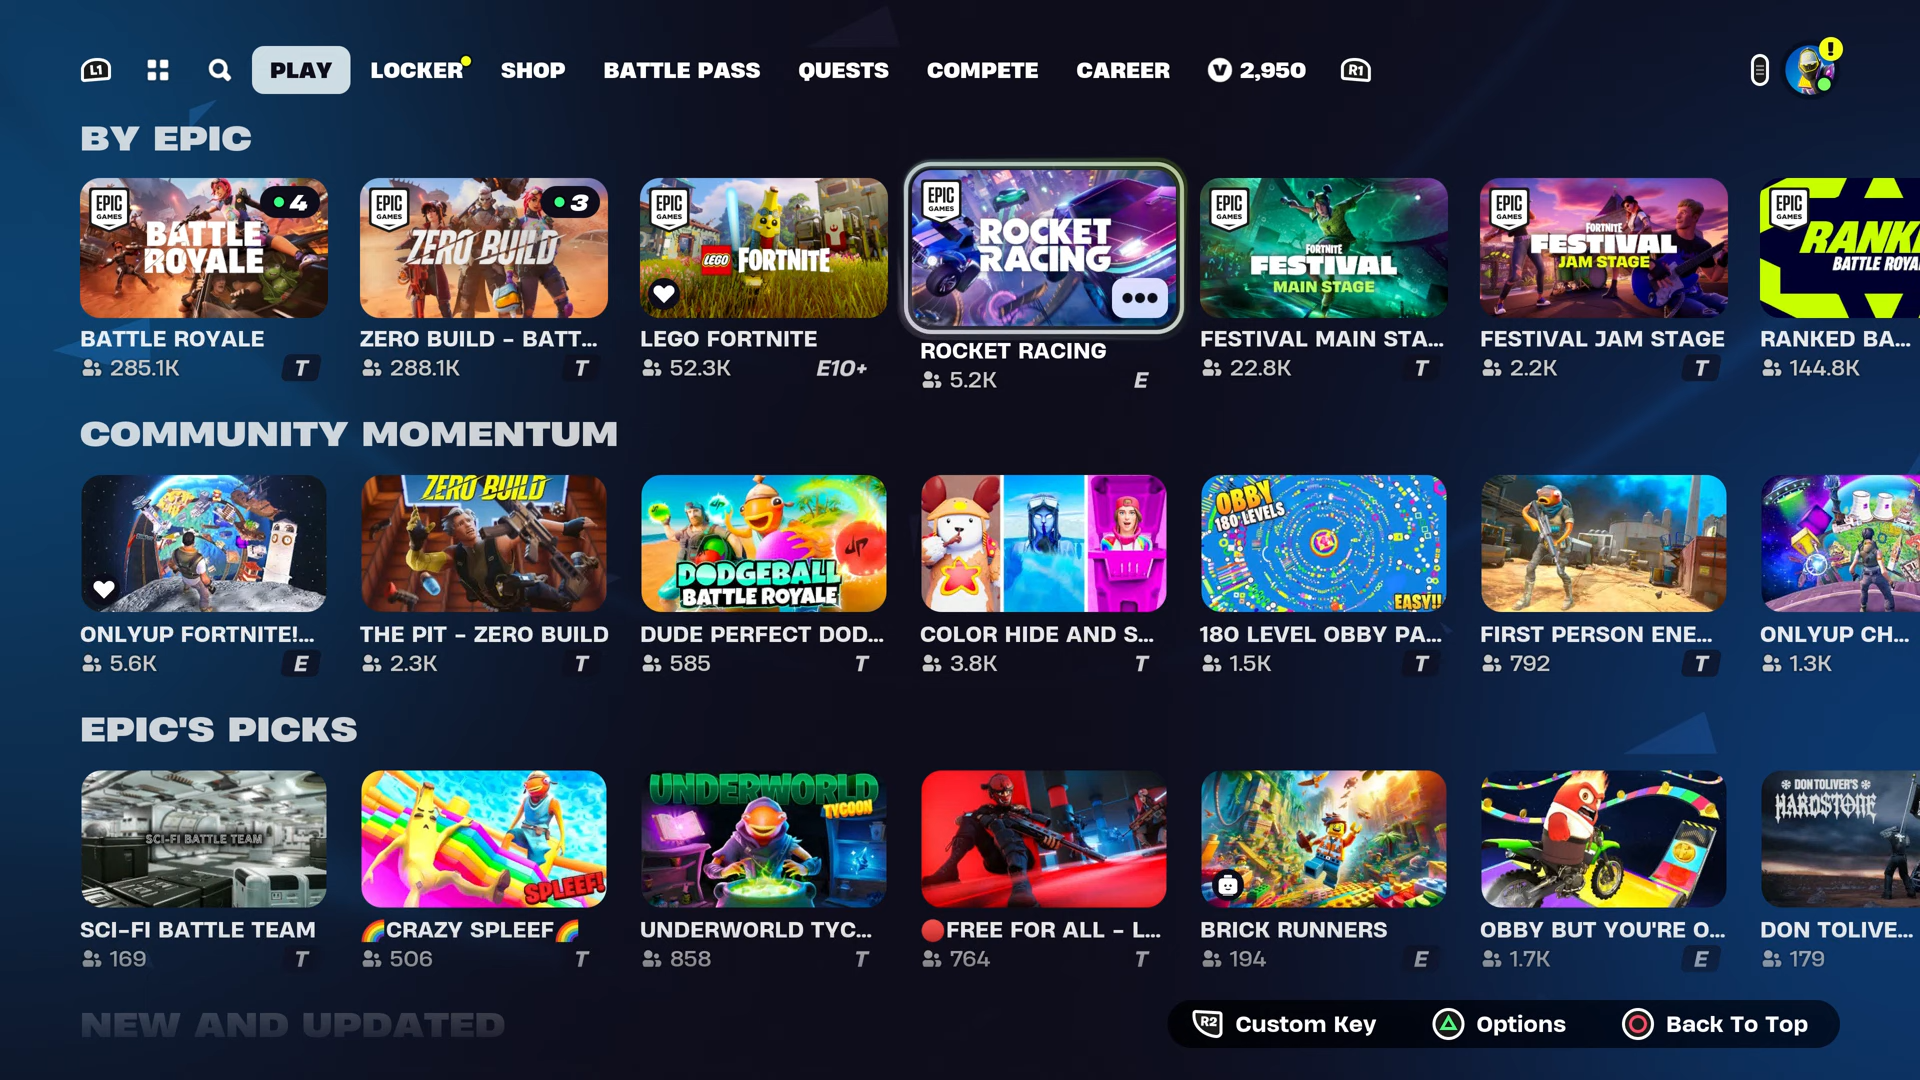 L1 PLAY LOCKER SHOP BATTLE PASS QUESTS COMPETE CAREER V 2,950 R1 !
BY EPIC
EPIC GAMES BATTLE ROYALE 4
EPIC GAMES ZERO BUILD 3
EPIC GAMES LEGO FORTNITE
EPIC GAMES ROCKET RACING
EPIC GAMES FORTNITE FESTIVAL MAIN STAGE
EPIC GAMES FORTNITE FESTIVAL JAM STAGE
EPIC GAMES
BATTLE ROYALE
285.1K T
ZERO BUILD - BATT...
288.1K T
LEGO FORTNITE
52.3K E10+
ROCKET RACING
5.2K E
FESTIVAL MAIN STA...
22.8K T
FESTIVAL JAM STAGE
2.2K T
RANKED BA...
144.8K
COMMUNITY MOMENTUM
ZERO BUILD
DODGEBALL
BATTLE ROYALE
OBBY
180 LEVELS
EASY!!
ONLYUP FORTNITE!...
5.6K E
THE PIT - ZERO BUILD
2.3K T
DUDE PERFECT DOD...
585 T
COLOR HIDE AND S...
3.8K T
180 LEVEL OBBY PA...
1.5K T
FIRST PERSON ENE...
792 T
ONLYUP CH...
1.3K
EPIC'S PICKS
SCI-FI BATTLE TEAM
SPLEEF!
UNDERWORLD
TYCOON
DON TOLIVER'S
HARDSTONE
SCI-FI BATTLE TEAM
169 T
🌈CRAZY SPLEEF🌈
506 T
UNDERWORLD TYC...
858 T
🔴FREE FOR ALL - L...
764 T
BRICK RUNNERS
194 E
OBBY BUT YOU'RE O...
1.7K E
DON TOLIVE...
179
NEW AND UPDATED
R2 Custom Key Options Back To Top